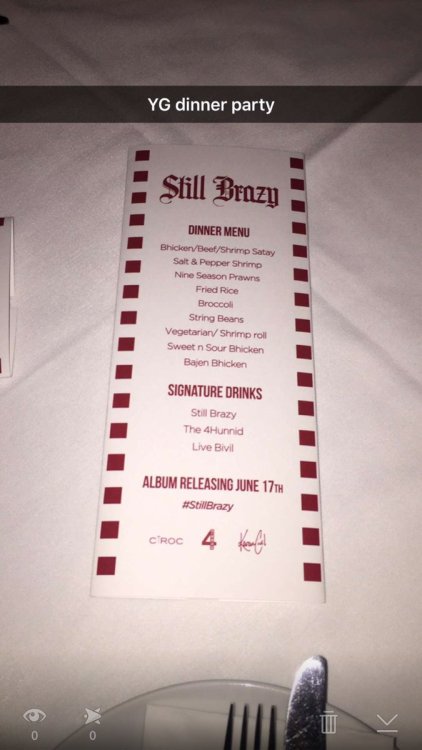 YG dinner party
Still Brazy
DINNER MENU
Bhicken/Beef/Shrimp Satay
Salt & Pepper Shrimp
Nine Season Prawns
Fried Rice
Broccoli
String Beans
Vegetarian/ Shrimp roll
Sweet n Sour Bhicken
Bajen Bhicken
SIGNATURE DRINKS
Still Brazy
The 4Hunnid
Live Bivil
ALBUM RELEASING JUNE 17TH
#StillBrazy
CÎROC 4
0 0